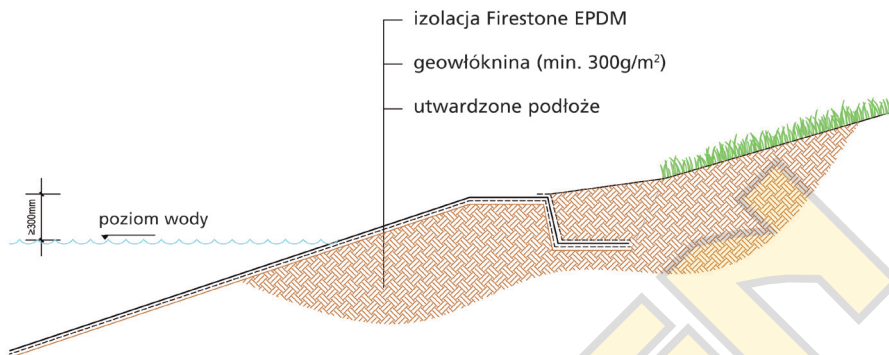 izolacja Firestone EPDM
geowłóknina (min. 300g/m²)
utwardzone podłoże
≥300mm
poziom wody